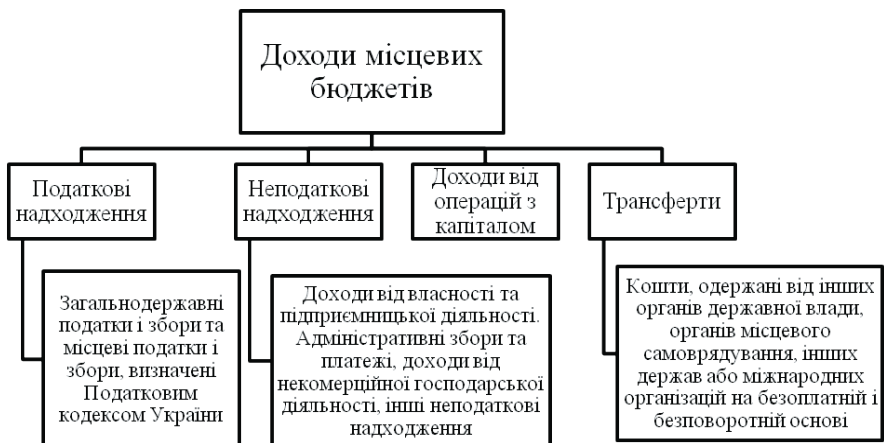 Доходи місцевих
бюджетів
Податкові
надходження
Неподаткові
надходження
Доходи від
операцій з
капіталом
Трансферти
Загальнодержавні
податки і збори та
місцеві податки і
збори, визначені
Податковим
кодексом України
Доходи від власності та
підприємницької діяльності.
Адміністративні збори та
платежі, доходи від
некомерційної господарської
діяльності, інші неподаткові
надходження
Кошти, одержані від інших
органів державної влади,
органів місцевого
самоврядування, інших
держав або міжнародних
організацій на безоплатній і
безповоротній основі